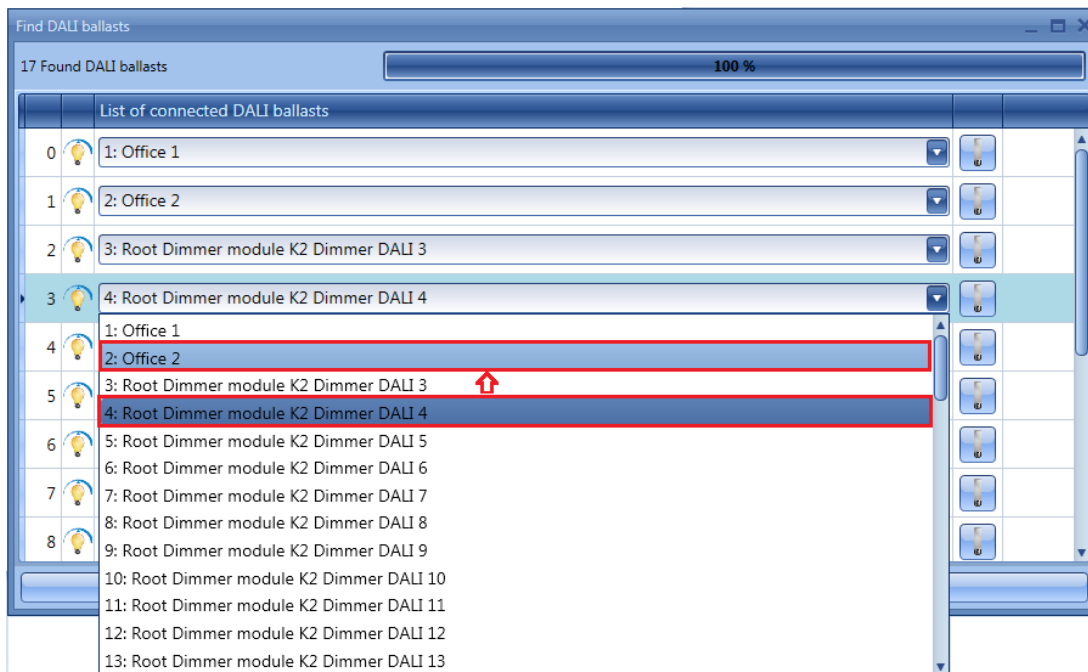 Find DALI ballasts
17 Found DALI ballasts 100 %
List of connected DALI ballasts
0 1: Office 1
1 2: Office 2
2 3: Root Dimmer module K2 Dimmer DALI 3
3 4: Root Dimmer module K2 Dimmer DALI 4
1: Office 1
4 2: Office 2
3: Root Dimmer module K2 Dimmer DALI 3
5 4: Root Dimmer module K2 Dimmer DALI 4
5: Root Dimmer module K2 Dimmer DALI 5
6 6: Root Dimmer module K2 Dimmer DALI 6
7 7: Root Dimmer module K2 Dimmer DALI 7
8: Root Dimmer module K2 Dimmer DALI 8
8 9: Root Dimmer module K2 Dimmer DALI 9
10: Root Dimmer module K2 Dimmer DALI 10
11: Root Dimmer module K2 Dimmer DALI 11
12: Root Dimmer module K2 Dimmer DALI 12
13: Root Dimmer module K2 Dimmer DALI 13